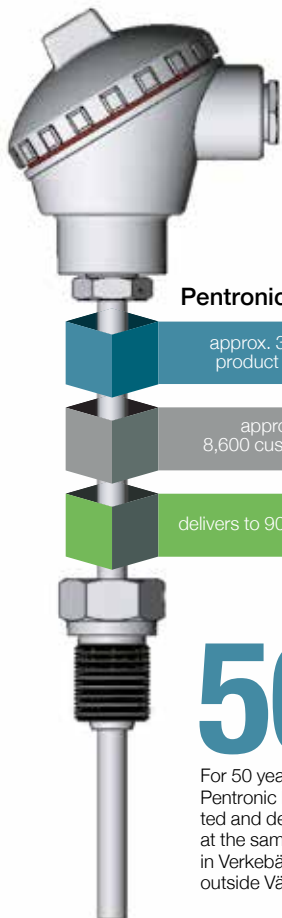 Pentronic
approx. 3
product
appro
8,600 cus
delivers to 90
50
For 50 yea
Pentronic
ted and de
at the sam
in Verkebä
outside Vä